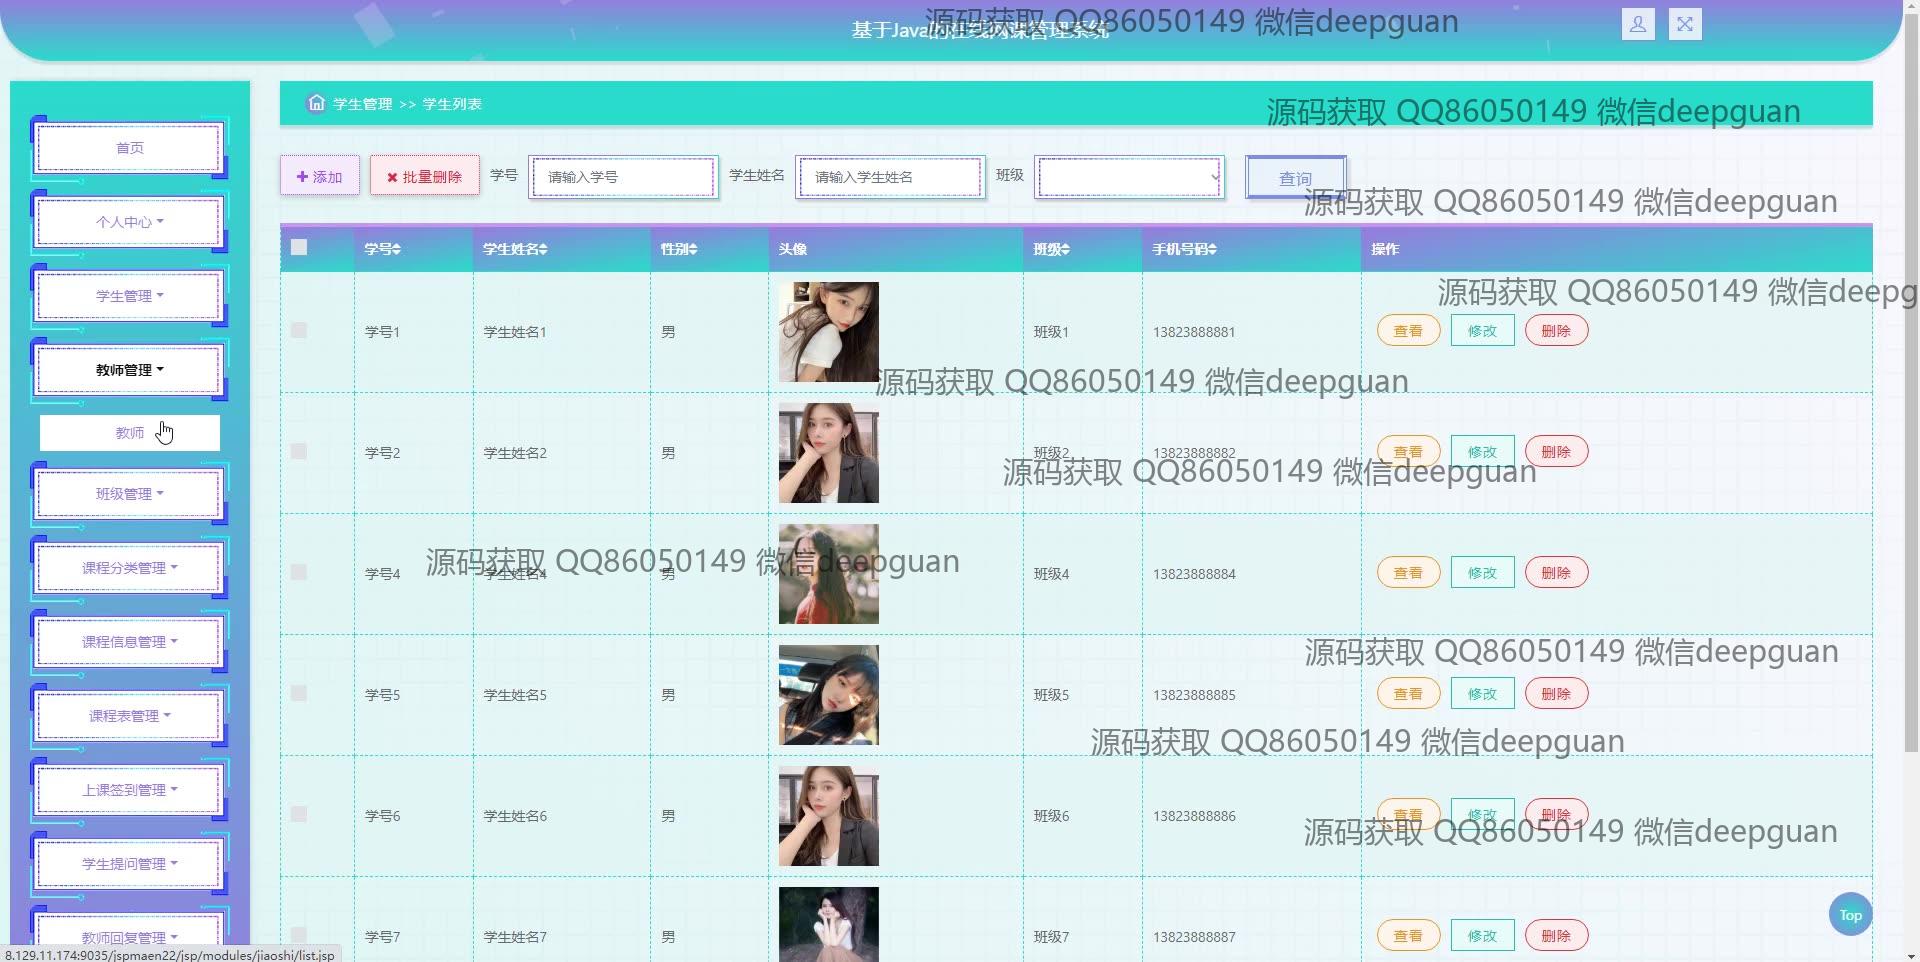 基于Java的在线网课管理系统
源码获取 QQ86050149 微信deepguan
学生管理 >> 学生列表
源码获取 QQ86050149 微信deepguan
首页
个人中心
学生管理
教师管理
教师
班级管理
课程分类管理
课程信息管理
课程表管理
上课签到管理
学生提问管理
教师回复管理
添加 批量删除 学号 请输入学号 学生姓名 请输入学生姓名 班级 查询
源码获取 QQ86050149 微信deepguan
学号 学生姓名 性别 头像 班级 手机号码 操作
源码获取 QQ86050149 微信deepg
学号1 学生姓名1 男 班级1 13823888881 查看 修改 删除
源码获取 QQ86050149 微信deepguan
学号2 学生姓名2 男 班级2 13823888882 查看 修改 删除
源码获取 QQ86050149 微信deepguan
源码获取 QQ86050149 微信deepguan
学号4 学生姓名4 男 班级4 13823888884 查看 修改 删除
源码获取 QQ86050149 微信deepguan
学号5 学生姓名5 男 班级5 13823888885 查看 修改 删除
源码获取 QQ86050149 微信deepguan
学号6 学生姓名6 男 班级6 13823888886 查看 修改 删除
源码获取 QQ86050149 微信deepguan
Top
学号7 学生姓名7 男 班级7 13823888887 查看 修改 删除
8.129.11.174:9035/jspmaen22/jsp/modules/jiaoshi/list.jsp